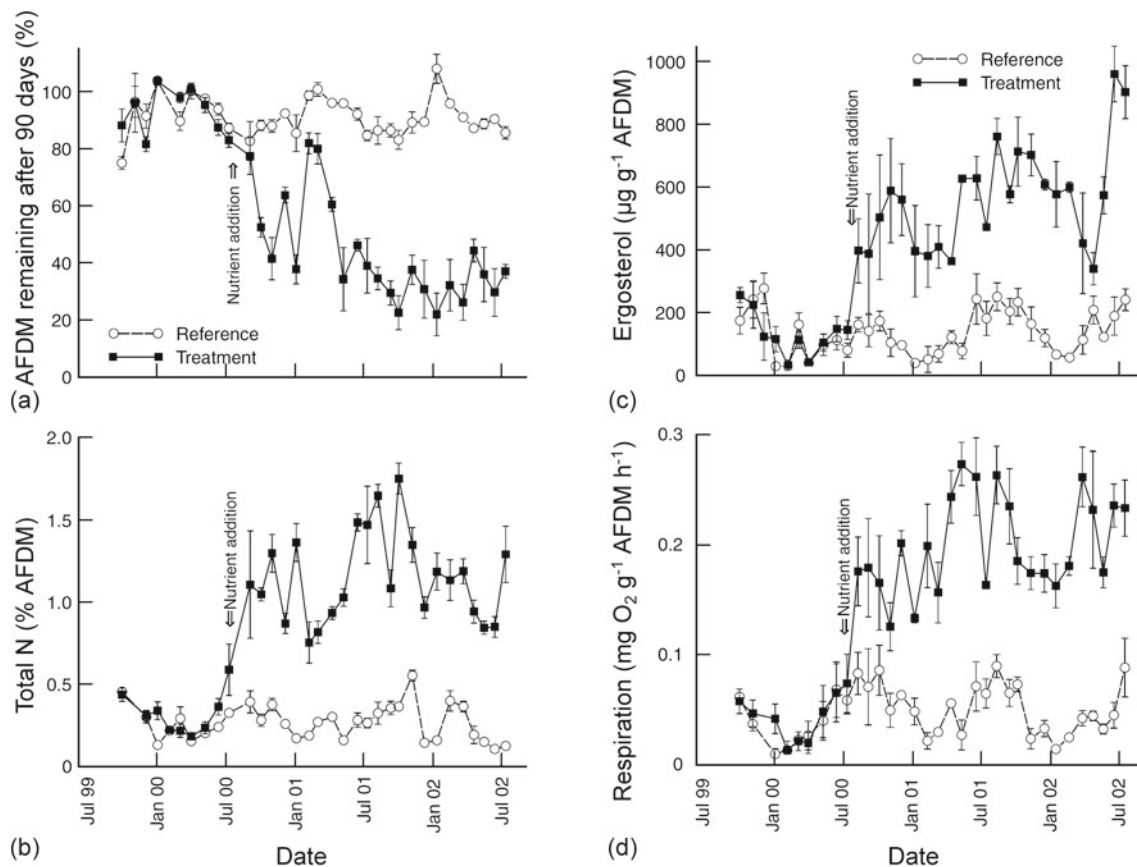 AFDM remaining after 90 days (%)
100
80
60
40
20
0
⇐Nutrient addition
Reference
Treatment
(a)
Ergosterol (µg g⁻¹ AFDM)
1000
800
600
400
200
0
⇐Nutrient addition
Reference
Treatment
(c)
Total N (% AFDM)
2.0
1.5
1.0
0.5
0
⇐Nutrient addition
Jul 99
Jan 00
Jul 00
Jan 01
Jul 01
Jan 02
Jul 02
(b)
Date
Respiration (mg O₂ g⁻¹ AFDM h⁻¹)
0.3
0.2
0.1
0
⇐Nutrient addition
Jul 99
Jan 00
Jul 00
Jan 01
Jul 01
Jan 02
Jul 02
(d)
Date